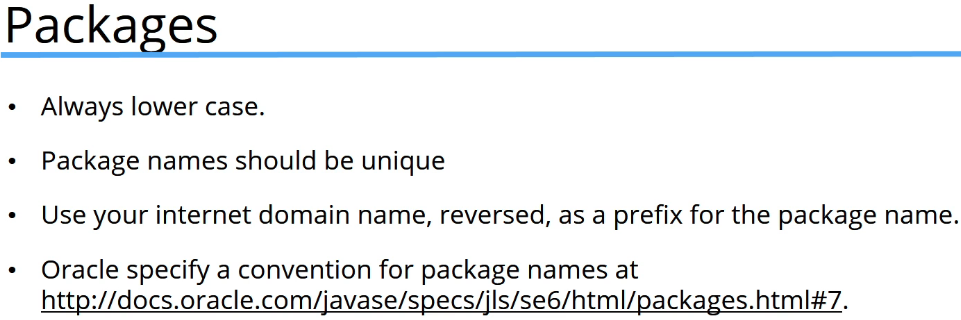 Packages
• Always lower case.
• Package names should be unique
• Use your internet domain name, reversed, as a prefix for the package name.
• Oracle specify a convention for package names at
http://docs.oracle.com/javase/specs/jls/se6/html/packages.html#7.